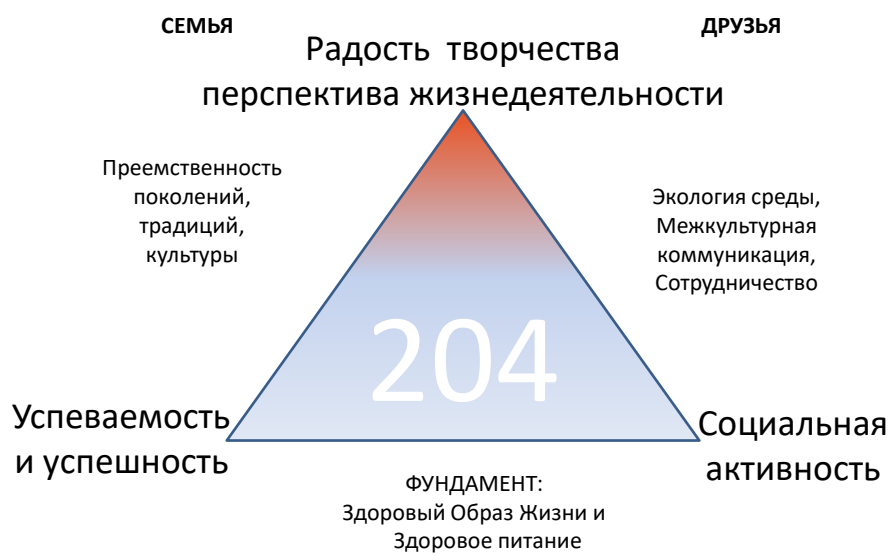 СЕМЬЯ
ДРУЗЬЯ
Радость творчества
перспектива жизнедеятельности
Преемственность
поколений,
традиций,
культуры
Экология среды,
Межкультурная
коммуникация,
Сотрудничество
204
Успеваемость
и успешность
Социальная
активность
ФУНДАМЕНТ:
Здоровый Образ Жизни и
Здоровое питание